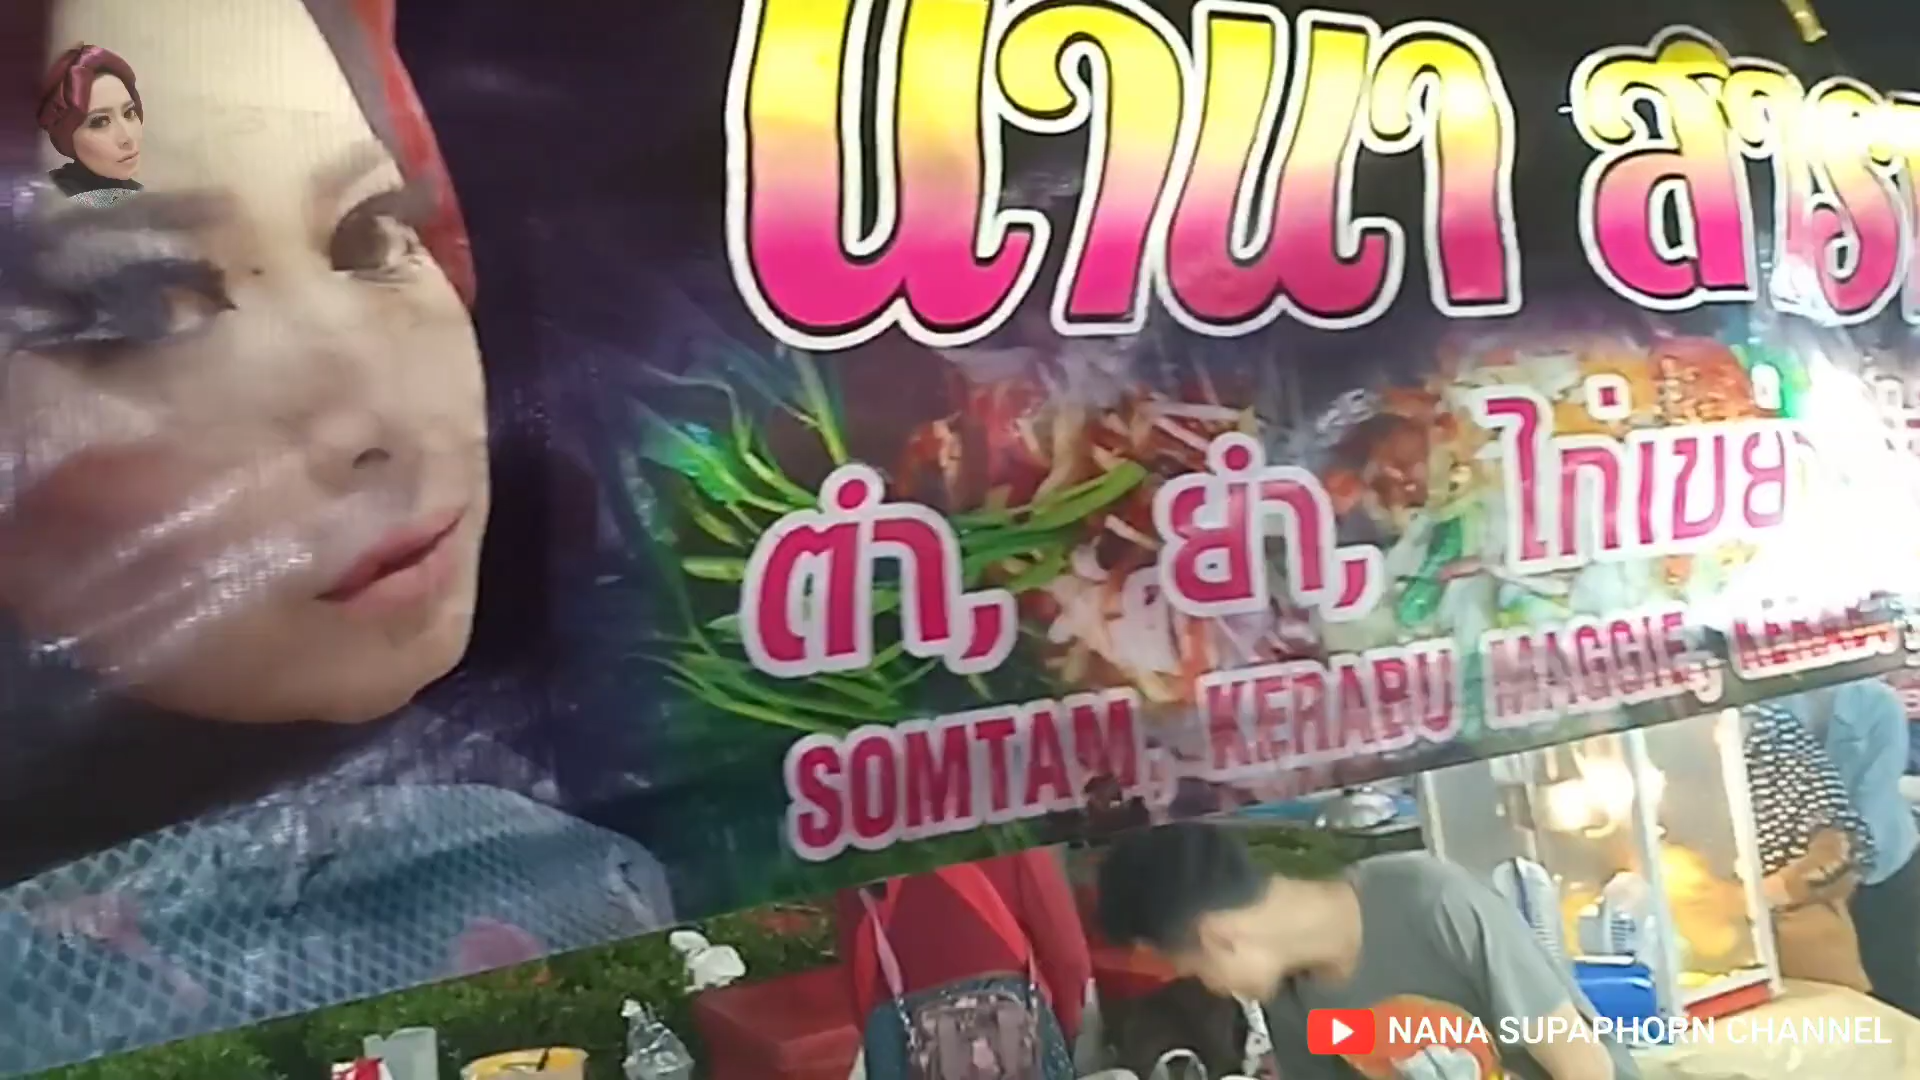 นานา
ตำ, ยำ, ไก่เขย่า
SOMTAM, KERABU MAGGIE, KERABU
NANA SUPAPHORN CHANNEL